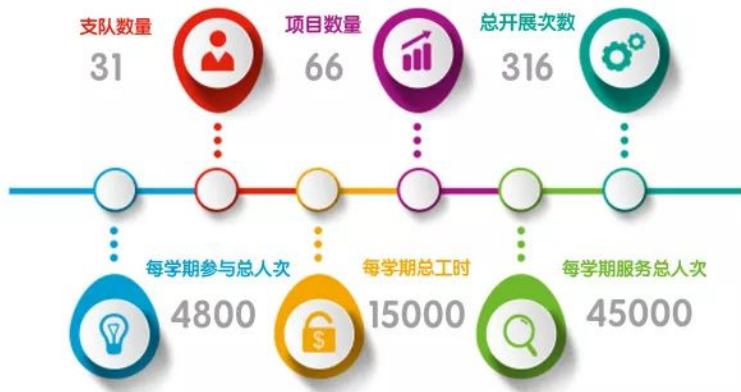 支队数量
31
项目数量
66
总开展次数
316
每学期参与总人次
4800
每学期总工时
15000
每学期服务总人次
45000
$